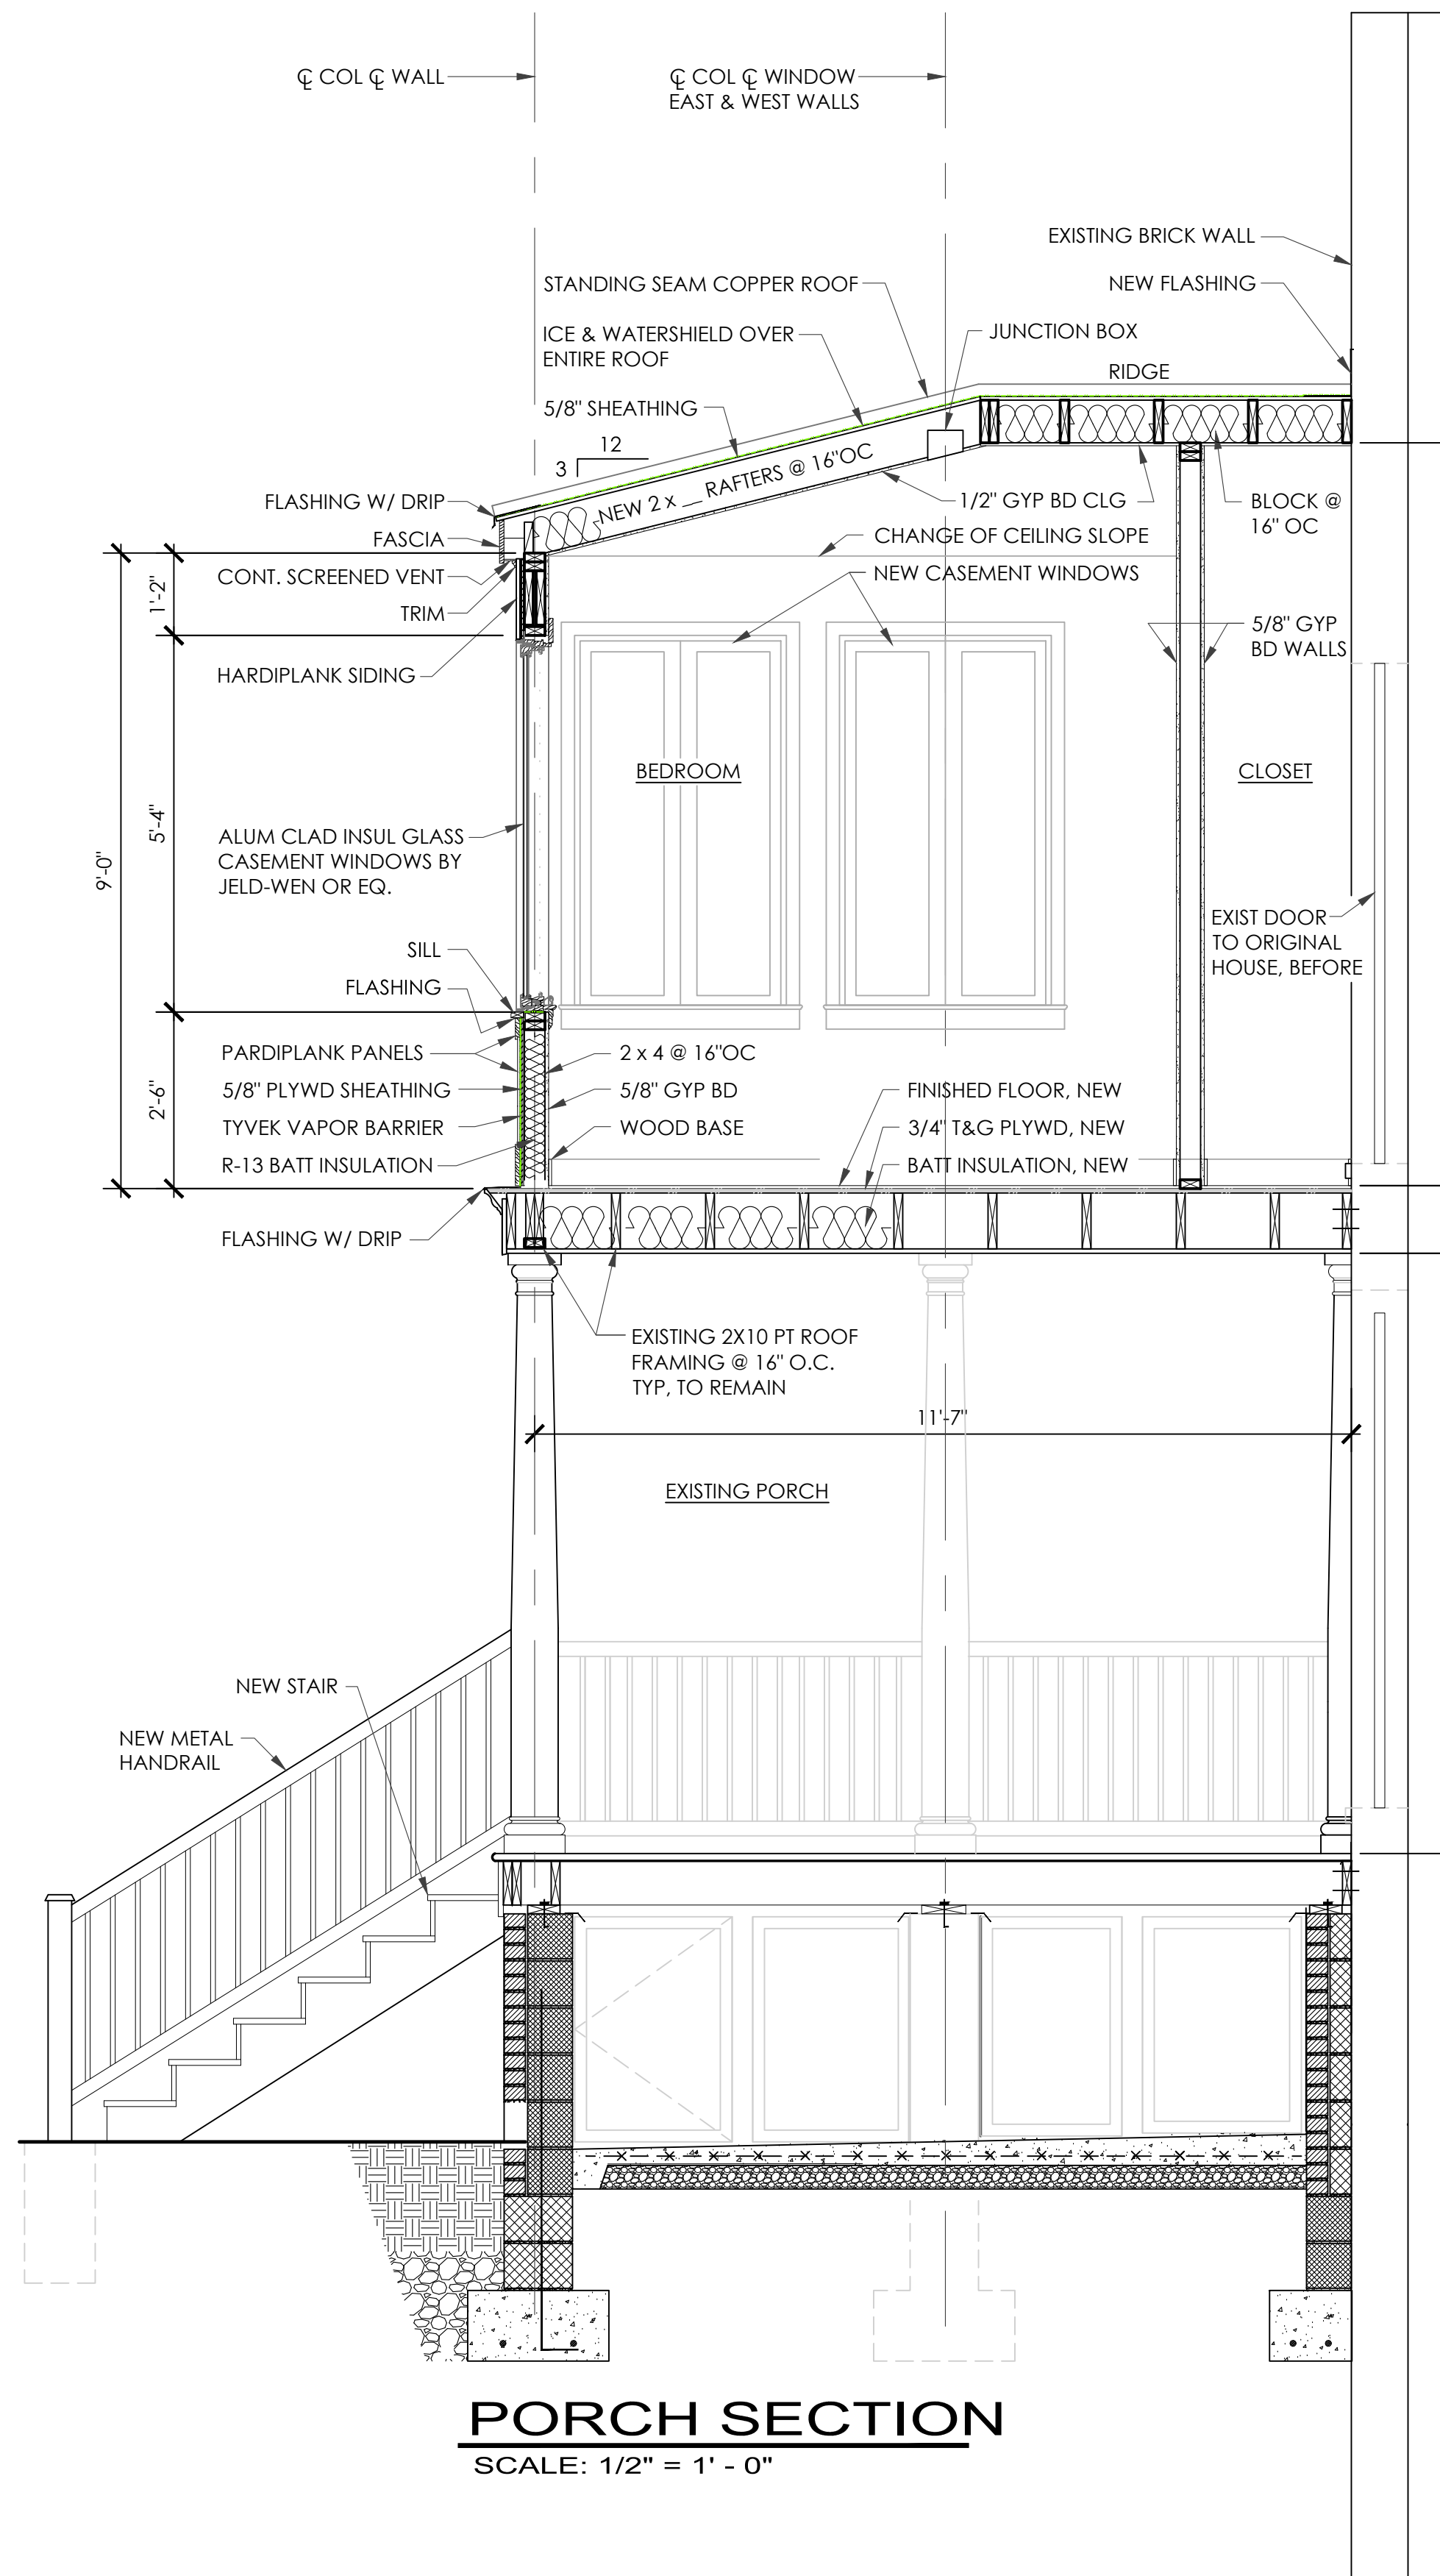 ℄ COL ℄ WALL
℄ COL ℄ WINDOW
EAST & WEST WALLS
EXISTING BRICK WALL
STANDING SEAM COPPER ROOF
NEW FLASHING
ICE & WATERSHIELD OVER
ENTIRE ROOF
JUNCTION BOX
RIDGE
5/8" SHEATHING
12
3
NEW 2 x __ RAFTERS @ 16"OC
FLASHING W/ DRIP
1/2" GYP BD CLG
BLOCK @
16" OC
FASCIA
CHANGE OF CEILING SLOPE
CONT. SCREENED VENT
NEW CASEMENT WINDOWS
TRIM
1'-2"
5/8" GYP
BD WALLS
HARDIPLANK SIDING
BEDROOM
CLOSET
5'-4"
9'-0"
ALUM CLAD INSUL GLASS
CASEMENT WINDOWS BY
JELD-WEN OR EQ.
EXIST DOOR
TO ORIGINAL
HOUSE, BEFORE
SILL
FLASHING
PARDIPLANK PANELS
2 x 4 @ 16"OC
5/8" PLYWD SHEATHING
5/8" GYP BD
FINISHED FLOOR, NEW
2'-6"
TYVEK VAPOR BARRIER
WOOD BASE
3/4" T&G PLYWD, NEW
R-13 BATT INSULATION
BATT INSULATION, NEW
FLASHING W/ DRIP
EXISTING 2X10 PT ROOF
FRAMING @ 16" O.C.
TYP, TO REMAIN
11'-7"
EXISTING PORCH
NEW STAIR
NEW METAL
HANDRAIL
PORCH SECTION
SCALE: 1/2" = 1' - 0"